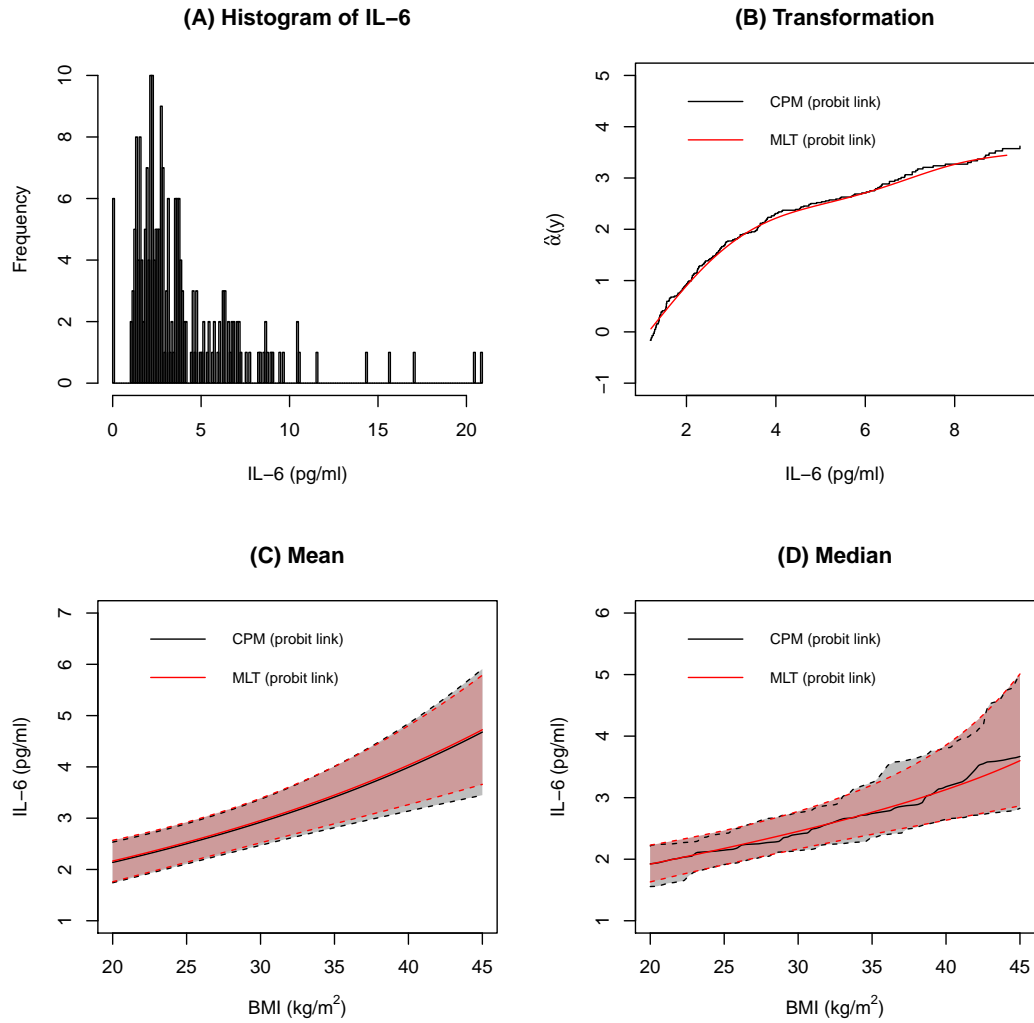 (A) Histogram of IL−6
Frequency
0
2
4
6
8
10
0 5 10 15 20
IL−6 (pg/ml)
(B) Transformation
α̂(y)
−1
0
1
2
3
4
5
CPM (probit link)
MLT (probit link)
2 4 6 8
IL−6 (pg/ml)
(C) Mean
IL−6 (pg/ml)
1
2
3
4
5
6
7
CPM (probit link)
MLT (probit link)
20 25 30 35 40 45
BMI (kg/m²)
(D) Median
IL−6 (pg/ml)
1
2
3
4
5
6
CPM (probit link)
MLT (probit link)
20 25 30 35 40 45
BMI (kg/m²)